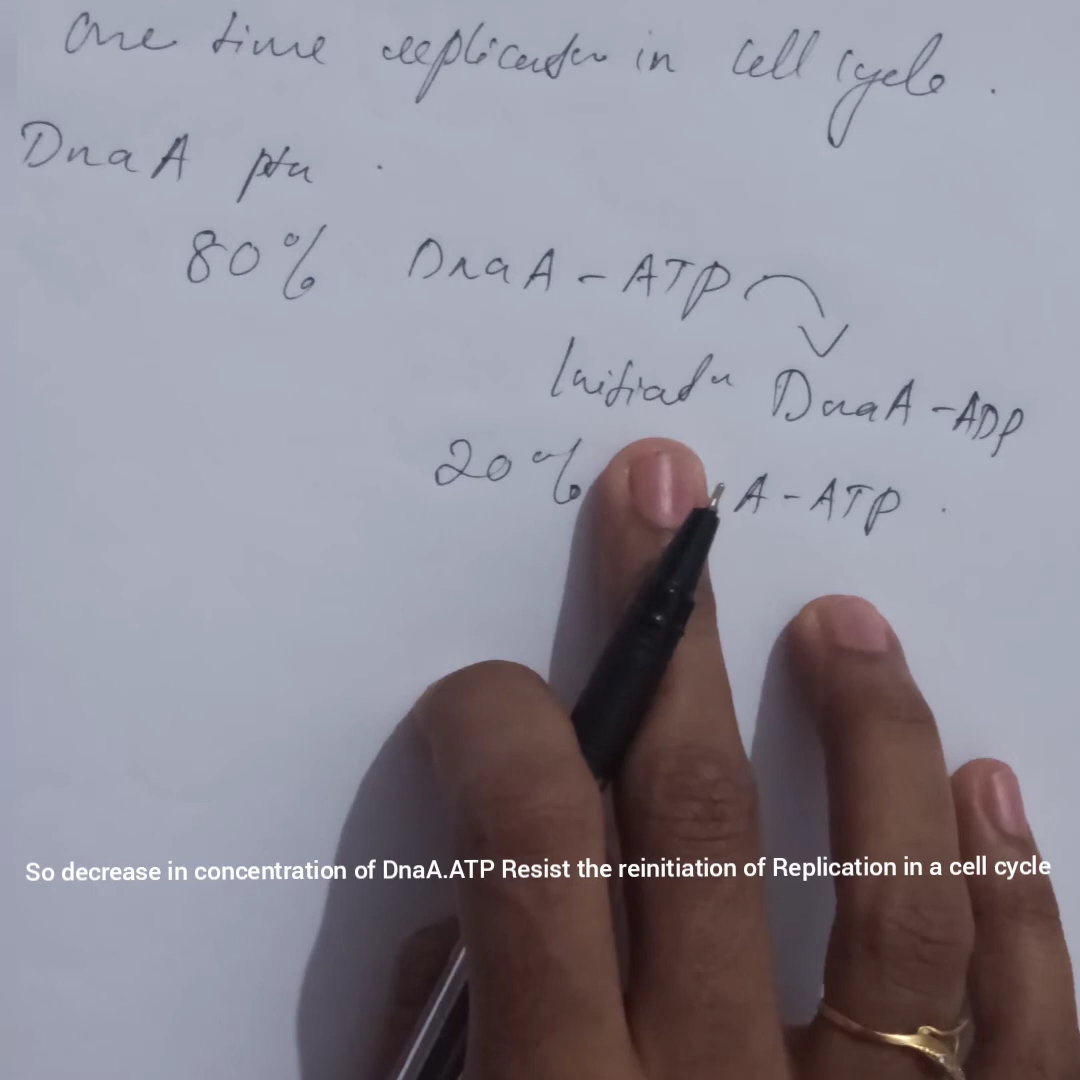 One time replication in cell cycle.
DnaA ptn.
80% DnaA - ATP
Initiatn DnaA - ADP
20% A - ATP.
So decrease in concentration of DnaA.ATP Resist the reinitiation of Replication in a cell cycle